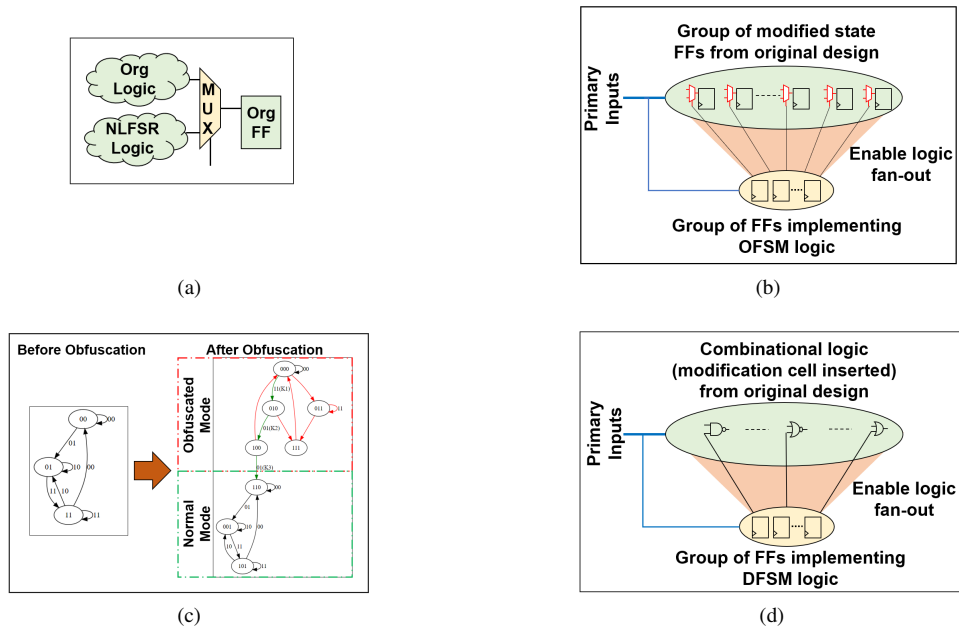 Org
Logic
NLFSR
Logic
M
U
X
Org
FF
(a)
Group of modified state
FFs from original design
Primary
Inputs
Enable logic
fan-out
Group of FFs implementing
OFSM logic
(b)
Before Obfuscation
After Obfuscation
00
00
01
01
10
00
11
10
11
11
Obfuscated
Mode
000
00
11(K1)
010
011
11
01(K2)
100
111
01(K3)
Normal
Mode
110
00
01
00
001
10
10
11
101
11
(c)
Combinational logic
(modification cell inserted)
from original design
Primary
Inputs
Enable logic
fan-out
Group of FFs implementing
DFSM logic
(d)